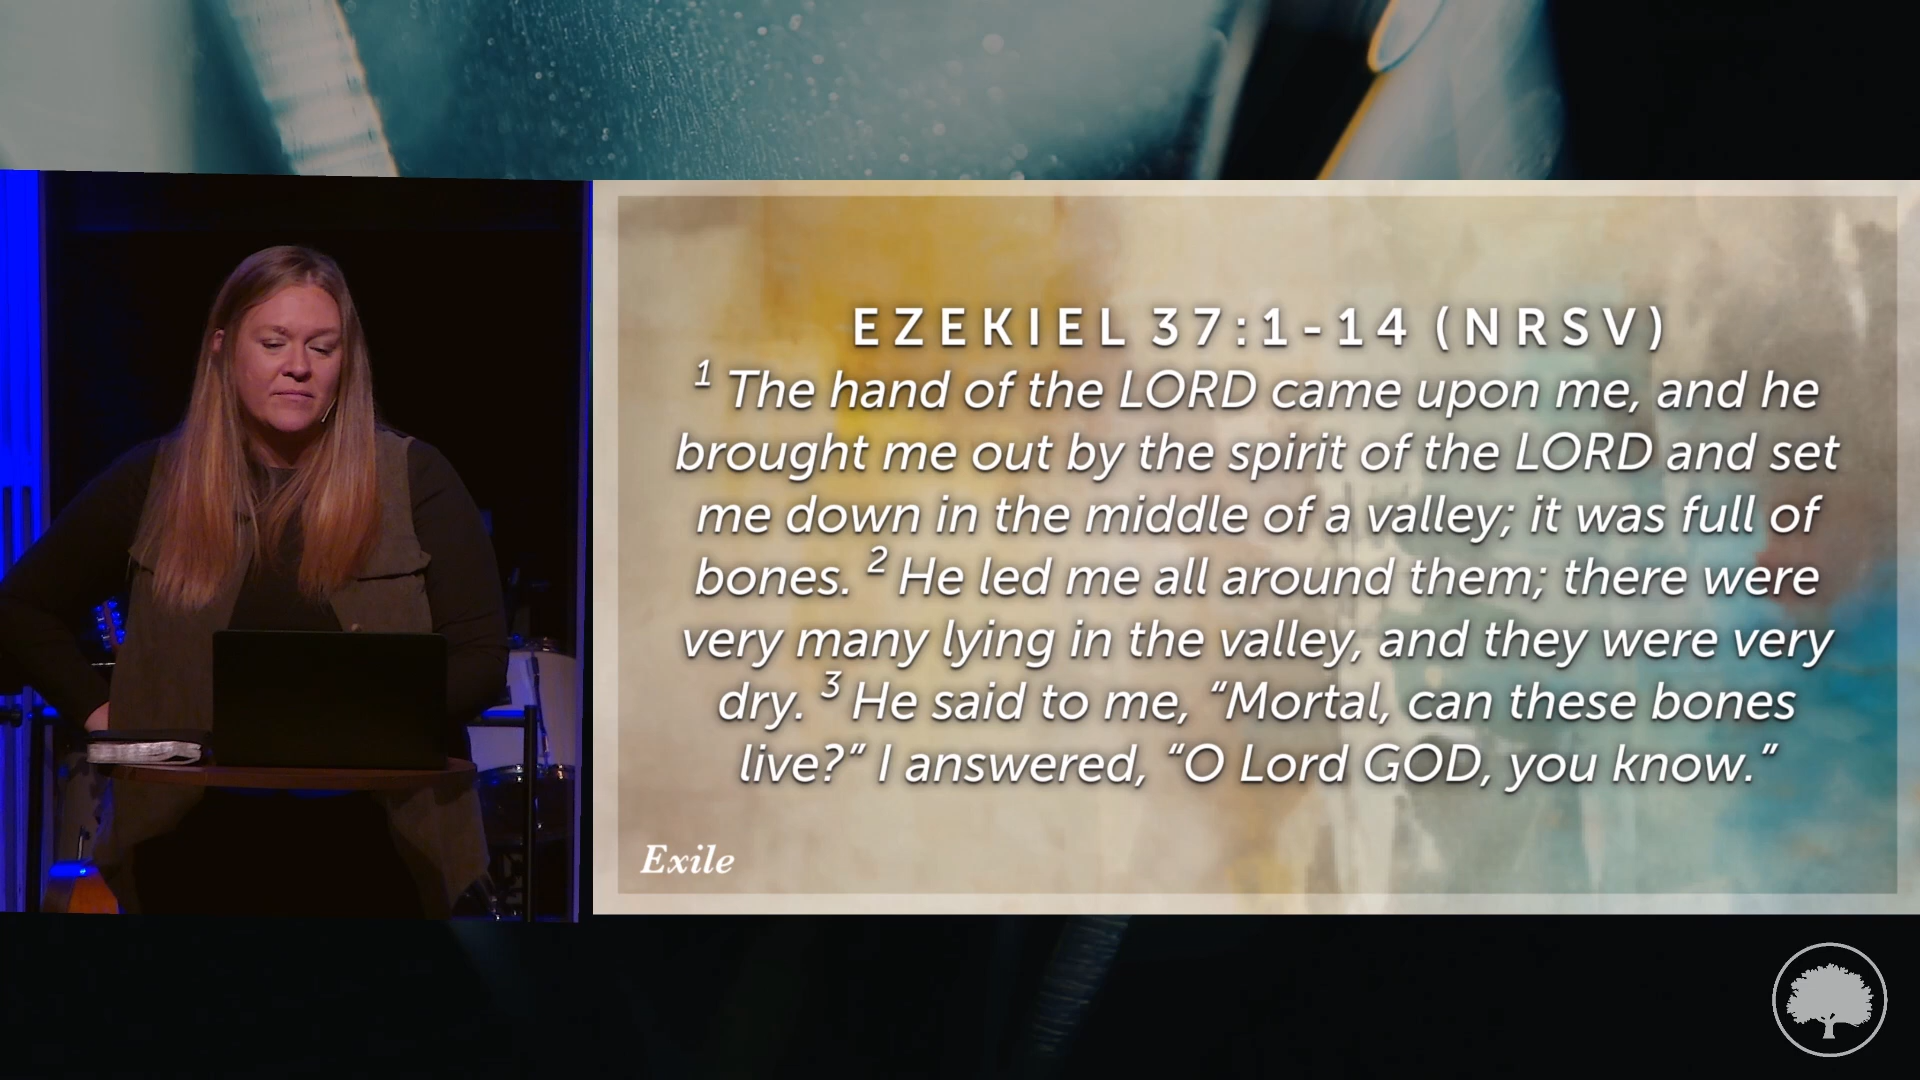 EZEKIEL 37:1-14 (NRSV)
1 The hand of the LORD came upon me, and he
brought me out by the spirit of the LORD and set
me down in the middle of a valley; it was full of
bones. 2 He led me all around them; there were
very many lying in the valley, and they were very
dry. 3 He said to me, “Mortal, can these bones
live?” I answered, “O Lord GOD, you know.”
Exile